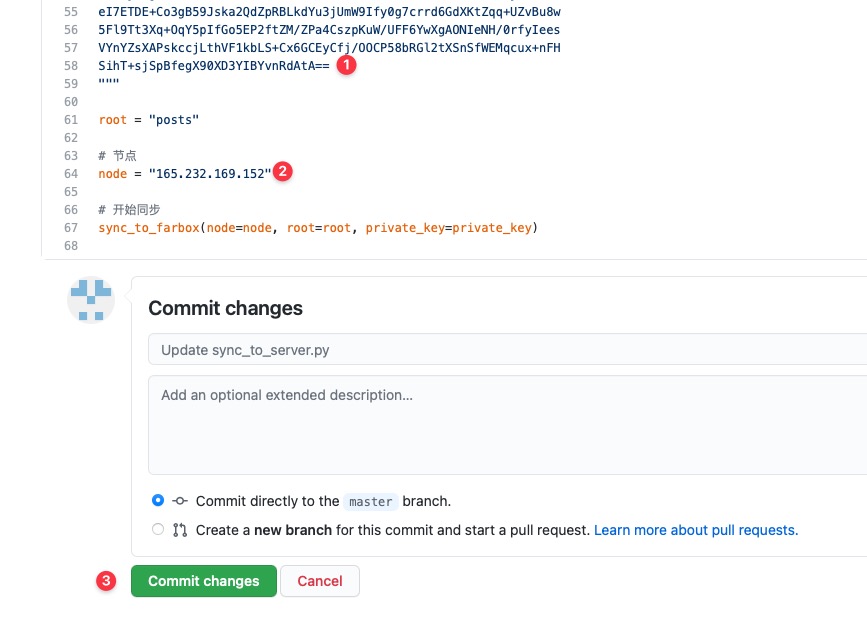 55 eI7ETDE+Co3gB59Jska2QdZpRBLkdYu3jUmW9Ify0g7crrd6GdXKtZqq+UZvBu8w
56 5Fl9Tt3Xq+OqY5pIfGo5EP2ftZM/ZPa4CszpKuW/UFF6YwXgAONIeNH/0rfyIees
57 VYnYZsXAPskccjLthVF1kbLS+Cx6GCEyCfj/OOCP58bRGl2tXSnSfWEMqcux+nFH
58 SihT+sjSpBfegX90XD3YIBYvnRdAtA== 1
59 """
60
61 root = "posts"
62
63 # 节点
64 node = "165.232.169.152" 2
65
66 # 开始同步
67 sync_to_farbox(node=node, root=root, private_key=private_key)
68
Commit changes
Update sync_to_server.py
Add an optional extended description...
Commit directly to the master branch.
Create a new branch for this commit and start a pull request. Learn more about pull requests.
3 Commit changes Cancel